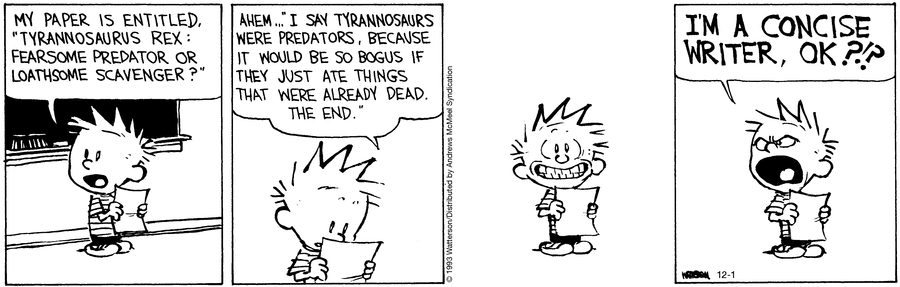 MY PAPER IS ENTITLED,
"TYRANNOSAURUS REX:
FEARSOME PREDATOR OR
LOATHSOME SCAVENGER?"
AHEM..."I SAY TYRANNOSAURS
WERE PREDATORS, BECAUSE
IT WOULD BE SO BOGUS IF
THEY JUST ATE THINGS
THAT WERE ALREADY DEAD.
THE END."
© 1993 Watterson/Distributed by Andrews McMeel Syndication
I'M A CONCISE
WRITER, OK?!?
WATTERSON 12-1